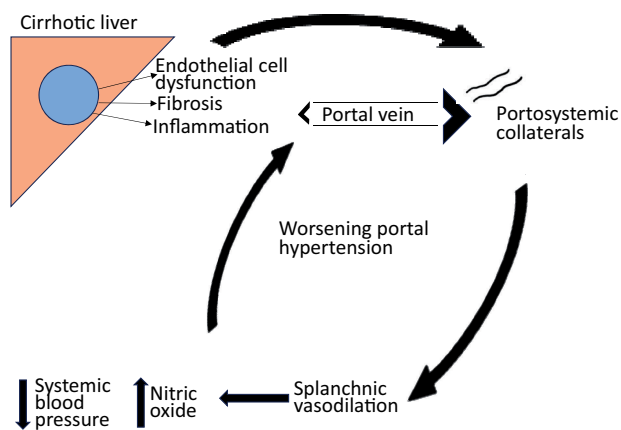 Cirrhotic liver
Endothelial cell
dysfunction
Fibrosis
Inflammation
Portal vein
Portosystemic
collaterals
Worsening portal
hypertension
Systemic
blood
pressure
Nitric
oxide
Splanchnic
vasodilation